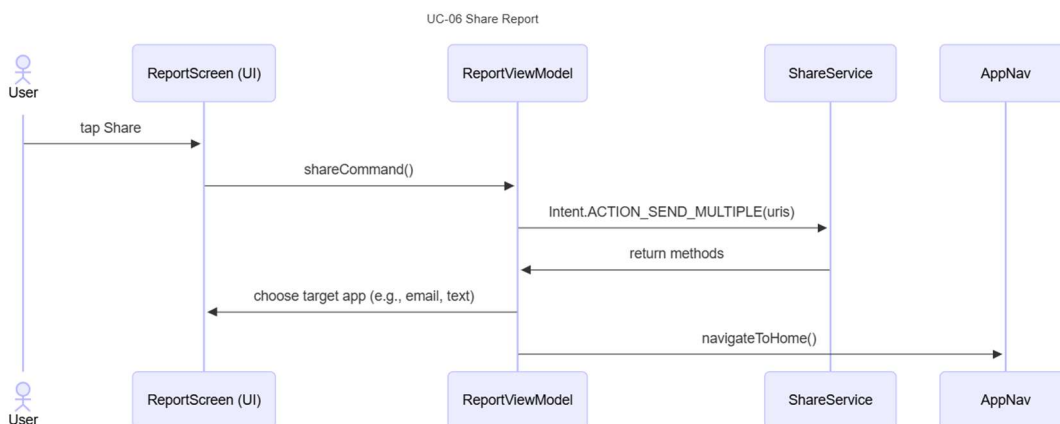 UC-06 Share Report
User
ReportScreen (UI)
ReportViewModel
ShareService
AppNav
tap Share
shareCommand()
Intent.ACTION_SEND_MULTIPLE(uris)
return methods
choose target app (e.g., email, text)
navigateToHome()
User
ReportScreen (UI)
ReportViewModel
ShareService
AppNav